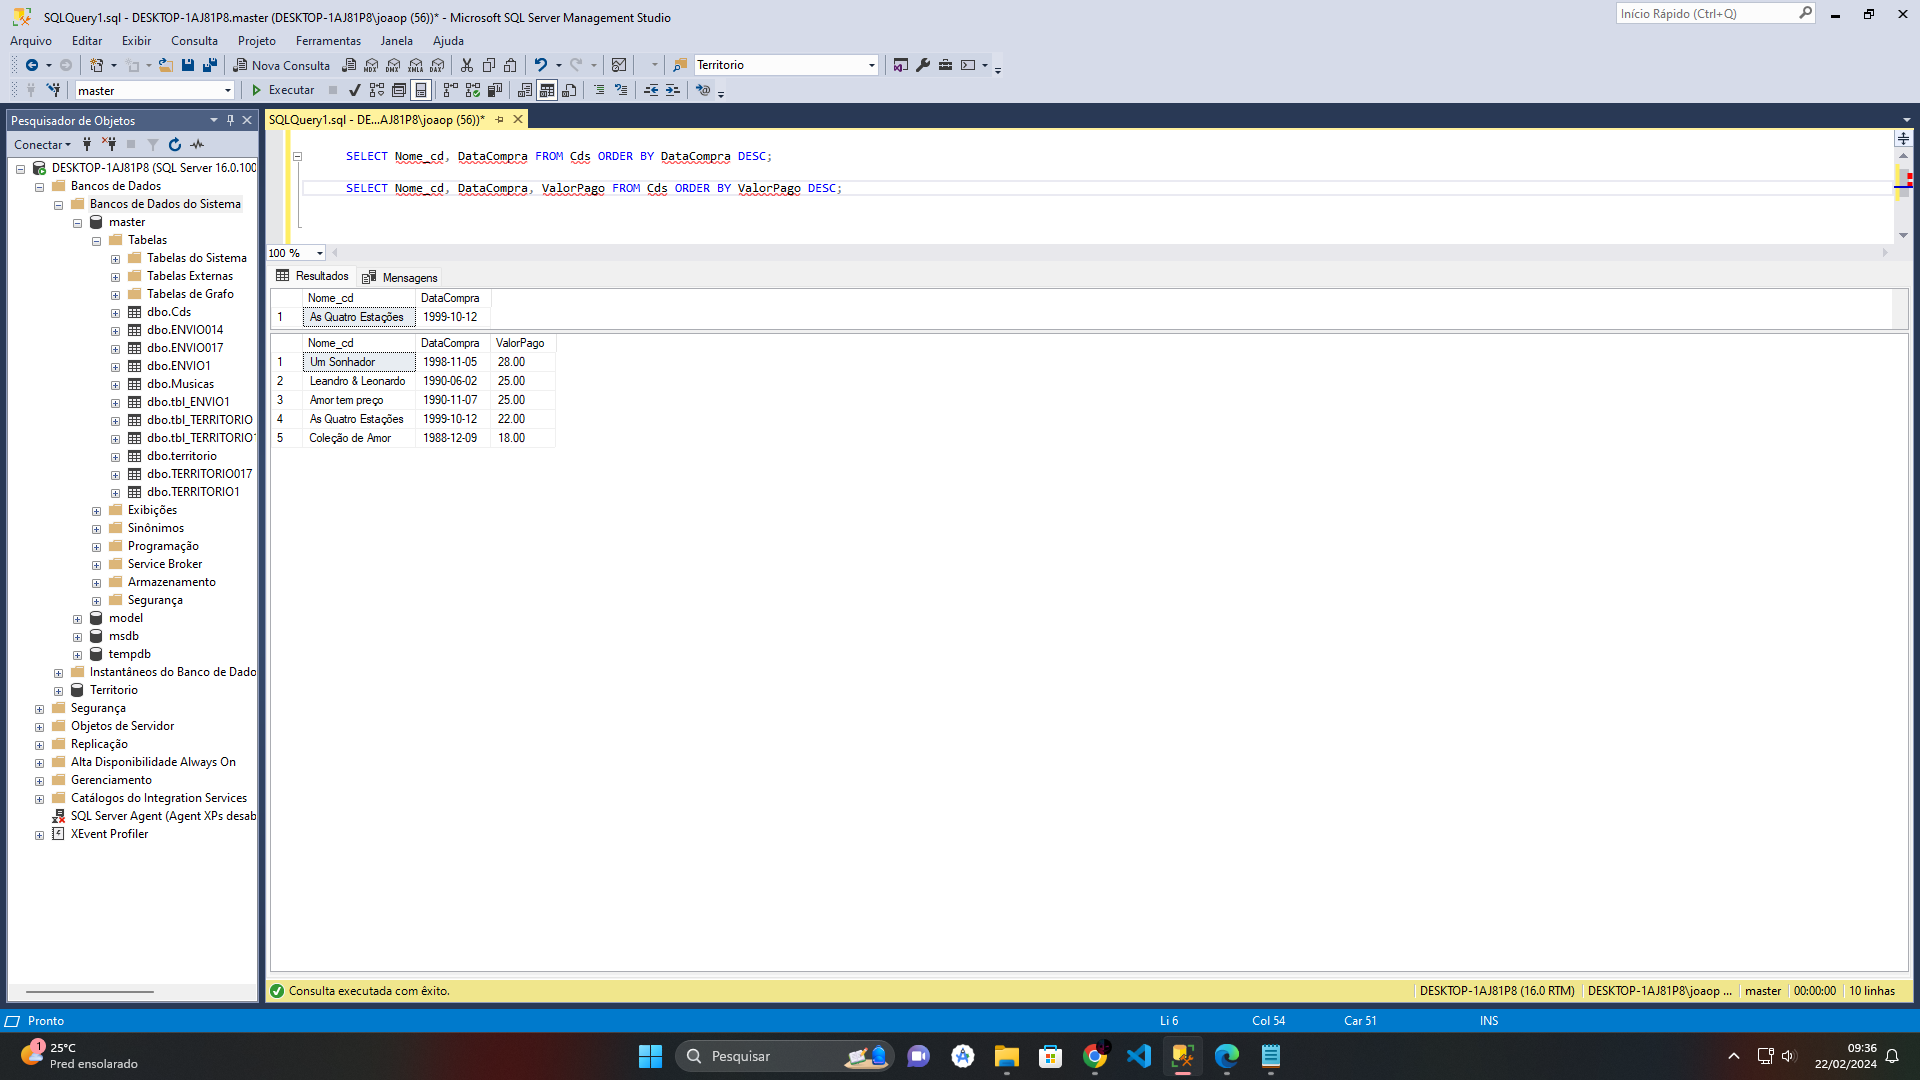 SQLQuery1.sql - DESKTOP-1AJ81P8.master (DESKTOP-1AJ81P8\joaop (56))* - Microsoft SQL Server Management Studio
Início Rápido (Ctrl+Q)
Arquivo Editar Exibir Consulta Projeto Ferramentas Janela Ajuda
Nova Consulta
MDX DMX XMLA DAX
Territorio
master
Executar
Pesquisador de Objetos
Conectar
DESKTOP-1AJ81P8 (SQL Server 16.0.100
Bancos de Dados
Bancos de Dados do Sistema
master
Tabelas
Tabelas do Sistema
Tabelas Externas
Tabelas de Grafo
dbo.Cds
dbo.ENVIO014
dbo.ENVIO017
dbo.ENVIO1
dbo.Musicas
dbo.tbl_ENVIO1
dbo.tbl_TERRITORIO
dbo.tbl_TERRITORIO1
dbo.territorio
dbo.TERRITORIO017
dbo.TERRITORIO1
Exibições
Sinônimos
Programação
Service Broker
Armazenamento
Segurança
model
msdb
tempdb
Instantâneos do Banco de Dado
Territorio
Segurança
Objetos de Servidor
Replicação
Alta Disponibilidade Always On
Gerenciamento
Catálogos do Integration Services
SQL Server Agent (Agent XPs desab
XEvent Profiler
SQLQuery1.sql - DE...AJ81P8\joaop (56))*
SELECT Nome_cd, DataCompra FROM Cds ORDER BY DataCompra DESC;
SELECT Nome_cd, DataCompra, ValorPago FROM Cds ORDER BY ValorPago DESC;
100 %
Resultados Mensagens
Nome_cd DataCompra
1 As Quatro Estações 1999-10-12
Nome_cd DataCompra ValorPago
1 Um Sonhador 1998-11-05 28.00
2 Leandro & Leonardo 1990-06-02 25.00
3 Amor tem preço 1990-11-07 25.00
4 As Quatro Estações 1999-10-12 22.00
5 Coleção de Amor 1988-12-09 18.00
Consulta executada com êxito.
DESKTOP-1AJ81P8 (16.0 RTM) DESKTOP-1AJ81P8\joaop ... master 00:00:00 10 linhas
Pronto
Li 6 Col 54 Car 51 INS
1
25°C
Pred ensolarado
Pesquisar
09:36
22/02/2024